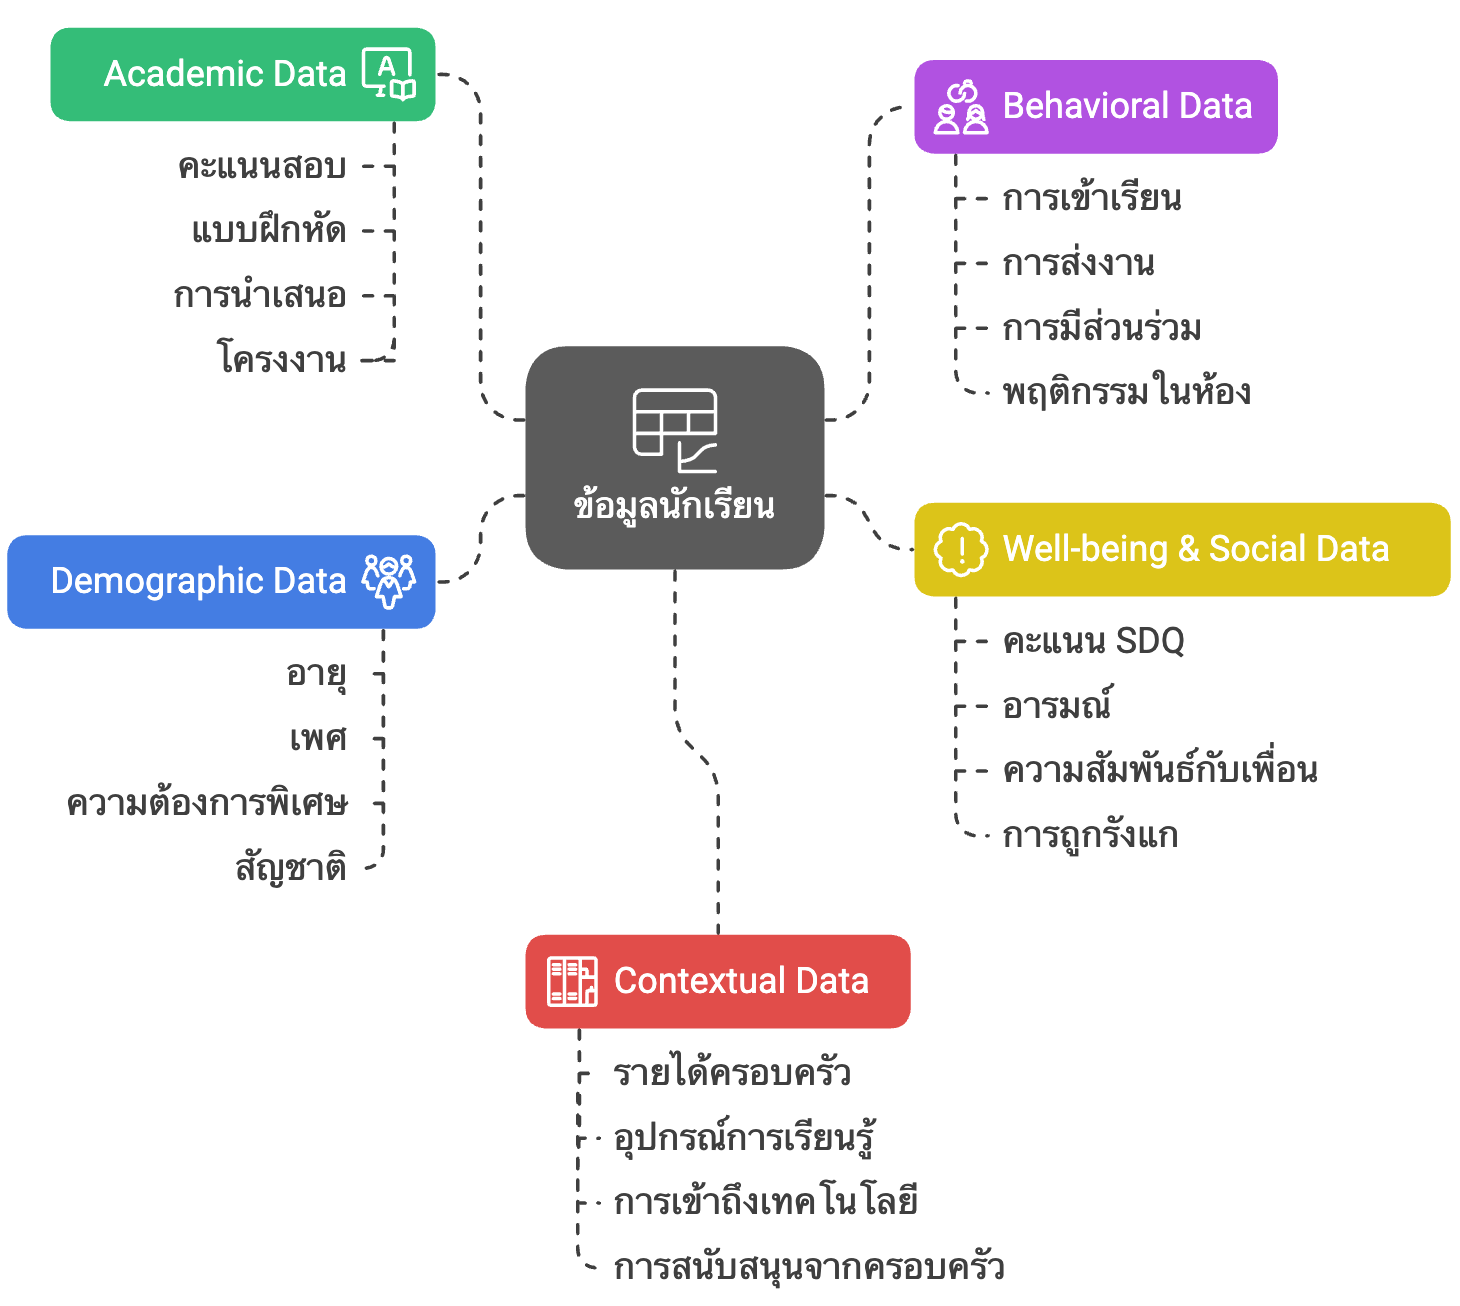 Academic Data
คะแนนสอบ
แบบฝึกหัด
การนำเสนอ
โครงงาน
Behavioral Data
การเข้าเรียน
การส่งงาน
การมีส่วนร่วม
พฤติกรรมในห้อง
ข้อมูลนักเรียน
Demographic Data
อายุ
เพศ
ความต้องการพิเศษ
สัญชาติ
Well-being & Social Data
คะแนน SDQ
อารมณ์
ความสัมพันธ์กับเพื่อน
การถูกรังแก
Contextual Data
รายได้ครอบครัว
อุปกรณ์การเรียนรู้
การเข้าถึงเทคโนโลยี
การสนับสนุนจากครอบครัว